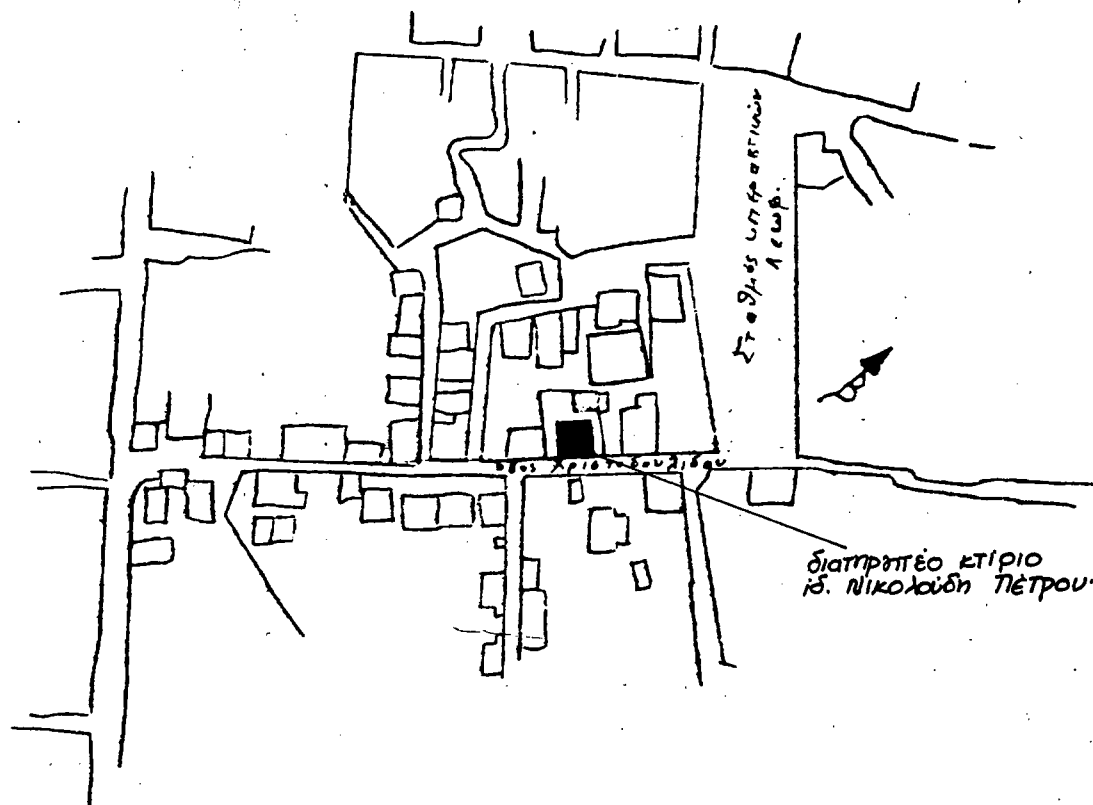 Σταθμός υπεραστικών
Λεωφ.
οδός Χριστοδουλίδου
διατηρητέο κτίριο
ιδ. Νικολούδη Πέτρου.